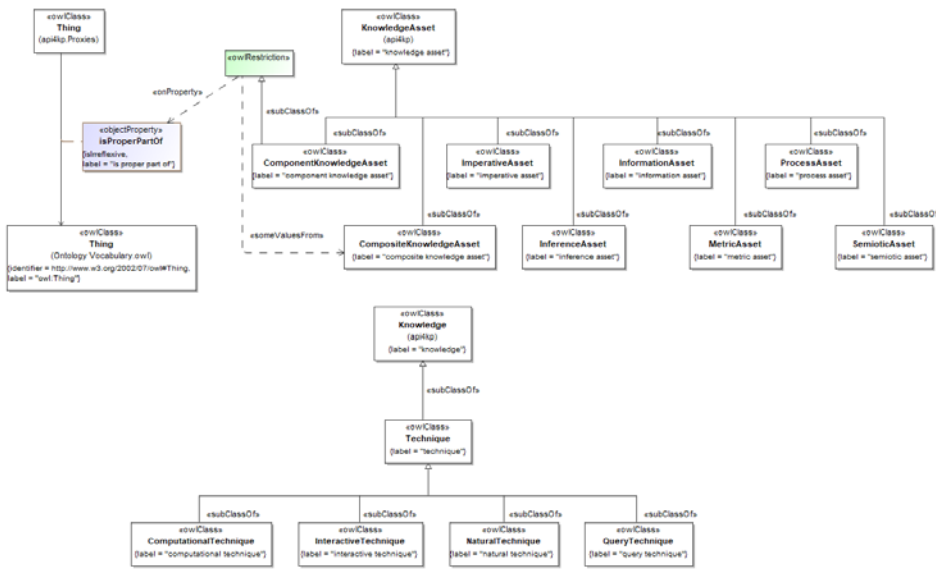 «owlClass»
Thing
(api4kp.Proxies)
«owlClass»
KnowledgeAsset
(api4kp)
{label = "knowledge asset"}
«owlRestriction»
«onProperty»
«objectProperty»
isProperPartOf
{isIrreflexive,
label = "is proper part of"}
«subClassOf»
«subClassOf»
«subClassOf»
«subClassOf»
«subClassOf»
«owlClass»
ComponentKnowledgeAsset
{label = "component knowledge asset"}
«owlClass»
ImperativeAsset
{label = "imperative asset"}
«owlClass»
InformationAsset
{label = "information asset"}
«owlClass»
ProcessAsset
{label = "process asset"}
«subClassOf»
«subClassOf»
«subClassOf»
«subClassOf»
«owlClass»
Thing
(Ontology Vocabulary.owl)
{identifier = http://www.w3.org/2002/07/owl#Thing,
label = "owl:Thing"}
«someValuesFrom»
«owlClass»
CompositeKnowledgeAsset
{label = "composite knowledge asset"}
«owlClass»
InferenceAsset
{label = "inference asset"}
«owlClass»
MetricAsset
{label = "metric asset"}
«owlClass»
SemioticAsset
{label = "semiotic asset"}
«owlClass»
Knowledge
(api4kp)
{label = "knowledge"}
«subClassOf»
«owlClass»
Technique
{label = "technique"}
«subClassOf»
«subClassOf»
«subClassOf»
«subClassOf»
«owlClass»
ComputationalTechnique
{label = "computational technique"}
«owlClass»
InteractiveTechnique
{label = "interactive technique"}
«owlClass»
NaturalTechnique
{label = "natural technique"}
«owlClass»
QueryTechnique
{label = "query technique"}